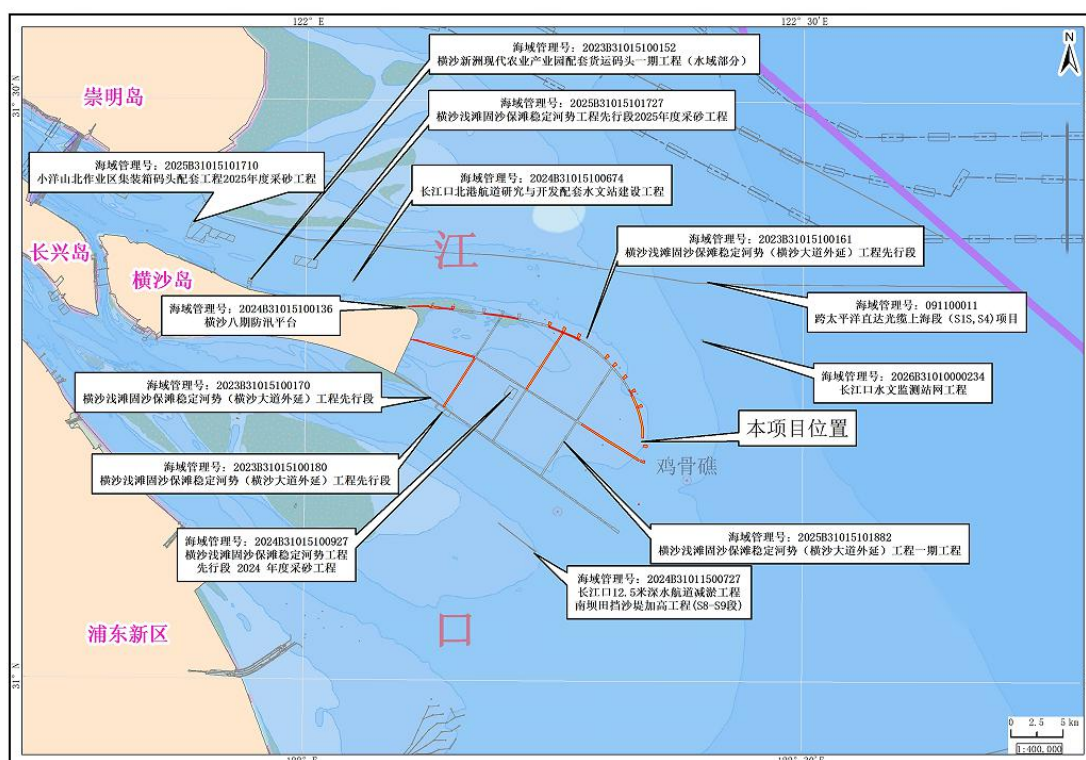 122° E
122° 30′E
N
31° 30′N
崇明岛
海域管理号：2023B31015100152
横沙新洲现代农业产业园配套货运码头一期工程（水域部分）
海域管理号：2025B31015101727
横沙浅滩固沙保滩稳定河势工程先行段2025年度采砂工程
海域管理号：2025B31015101710
小洋山北作业区集装箱码头配套工程2025年度采砂工程
海域管理号：2024B31015100674
长江口北港航道研究与开发配套水文站建设工程
长兴岛
横沙岛
江
海域管理号：2023B31015100161
横沙浅滩固沙保滩稳定河势（横沙大道外延）工程先行段
海域管理号：2024B31015100136
横沙八期防汛平台
海域管理号：091100011
跨太平洋直达光缆上海段（S1S,S4）项目
海域管理号：2023B31015100170
横沙浅滩固沙保滩稳定河势（横沙大道外延）工程先行段
海域管理号：2026B31010000234
长江口水文监测站网工程
本项目位置
鸡骨礁
海域管理号：2023B31015100180
横沙浅滩固沙保滩稳定河势（横沙大道外延）工程先行段
海域管理号：2024B31015100927
横沙浅滩固沙保滩稳定河势工程
先行段 2024 年度采砂工程
海域管理号：2025B31015101882
横沙浅滩固沙保滩稳定河势（横沙大道外延）工程一期工程
海域管理号：2024B31011500727
长江口12.5米深水航道减淤工程
南坝田挡沙堤加高工程(S8-S9段)
浦东新区
口
31° N
0 2.5 5 km
1:400,000
122° E
122° 30′E